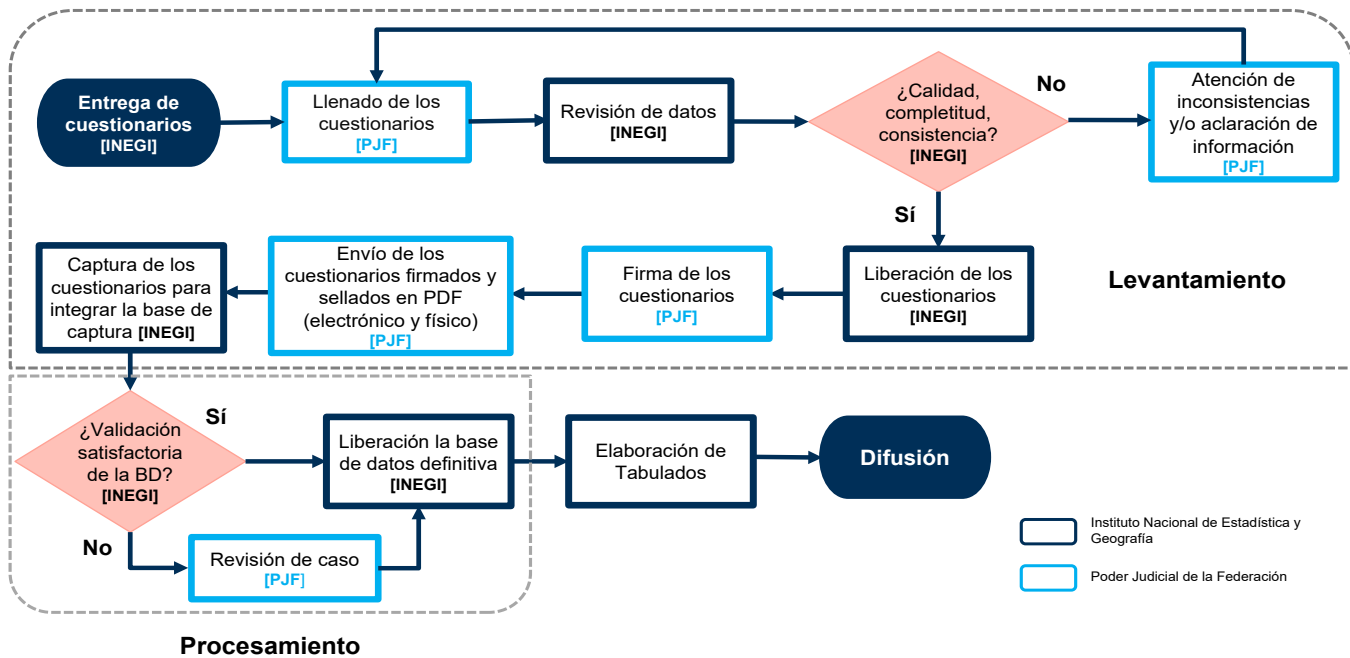 Entrega de
cuestionarios
[INEGI]
Llenado de los
cuestionarios
[PJF]
Revisión de datos
[INEGI]
¿Calidad,
completitud,
consistencia?
[INEGI]
No
Atención de
inconsistencias
y/o aclaración de
información
[PJF]
Sí
Captura de los
cuestionarios para
integrar la base de
captura [INEGI]
Envío de los
cuestionarios firmados y
sellados en PDF
(electrónico y físico)
[PJF]
Firma de los
cuestionarios
[PJF]
Liberación de los
cuestionarios
[INEGI]
Levantamiento
¿Validación
satisfactoria
de la BD?
[INEGI]
Sí
Liberación la base
de datos definitiva
[INEGI]
Elaboración de
Tabulados
Difusión
No
Revisión de caso
[PJF]
Instituto Nacional de Estadística y
Geografía
Poder Judicial de la Federación
Procesamiento